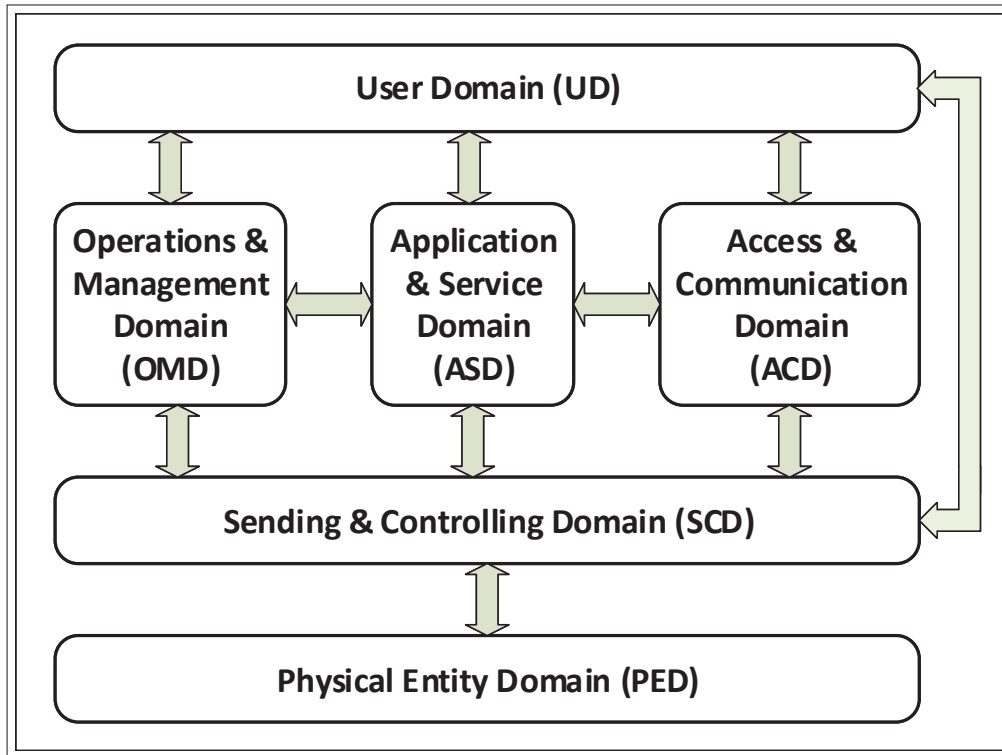 User Domain (UD)
Operations &
Management
Domain
(OMD)
Application
& Service
Domain
(ASD)
Access &
Communication
Domain
(ACD)
Sending & Controlling Domain (SCD)
Physical Entity Domain (PED)